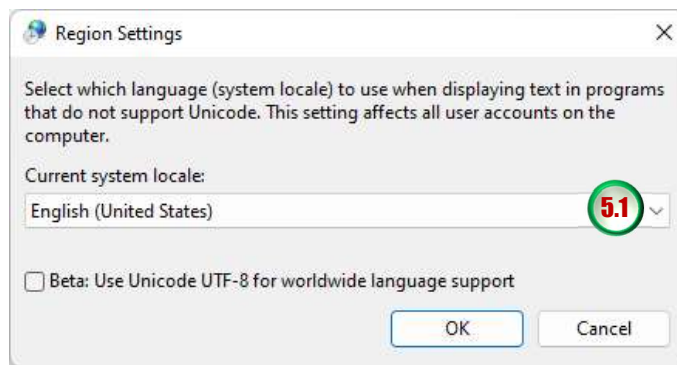 Region Settings
Select which language (system locale) to use when displaying text in programs
that do not support Unicode. This setting affects all user accounts on the
computer.
Current system locale:
English (United States)
5.1
Beta: Use Unicode UTF-8 for worldwide language support
OK Cancel